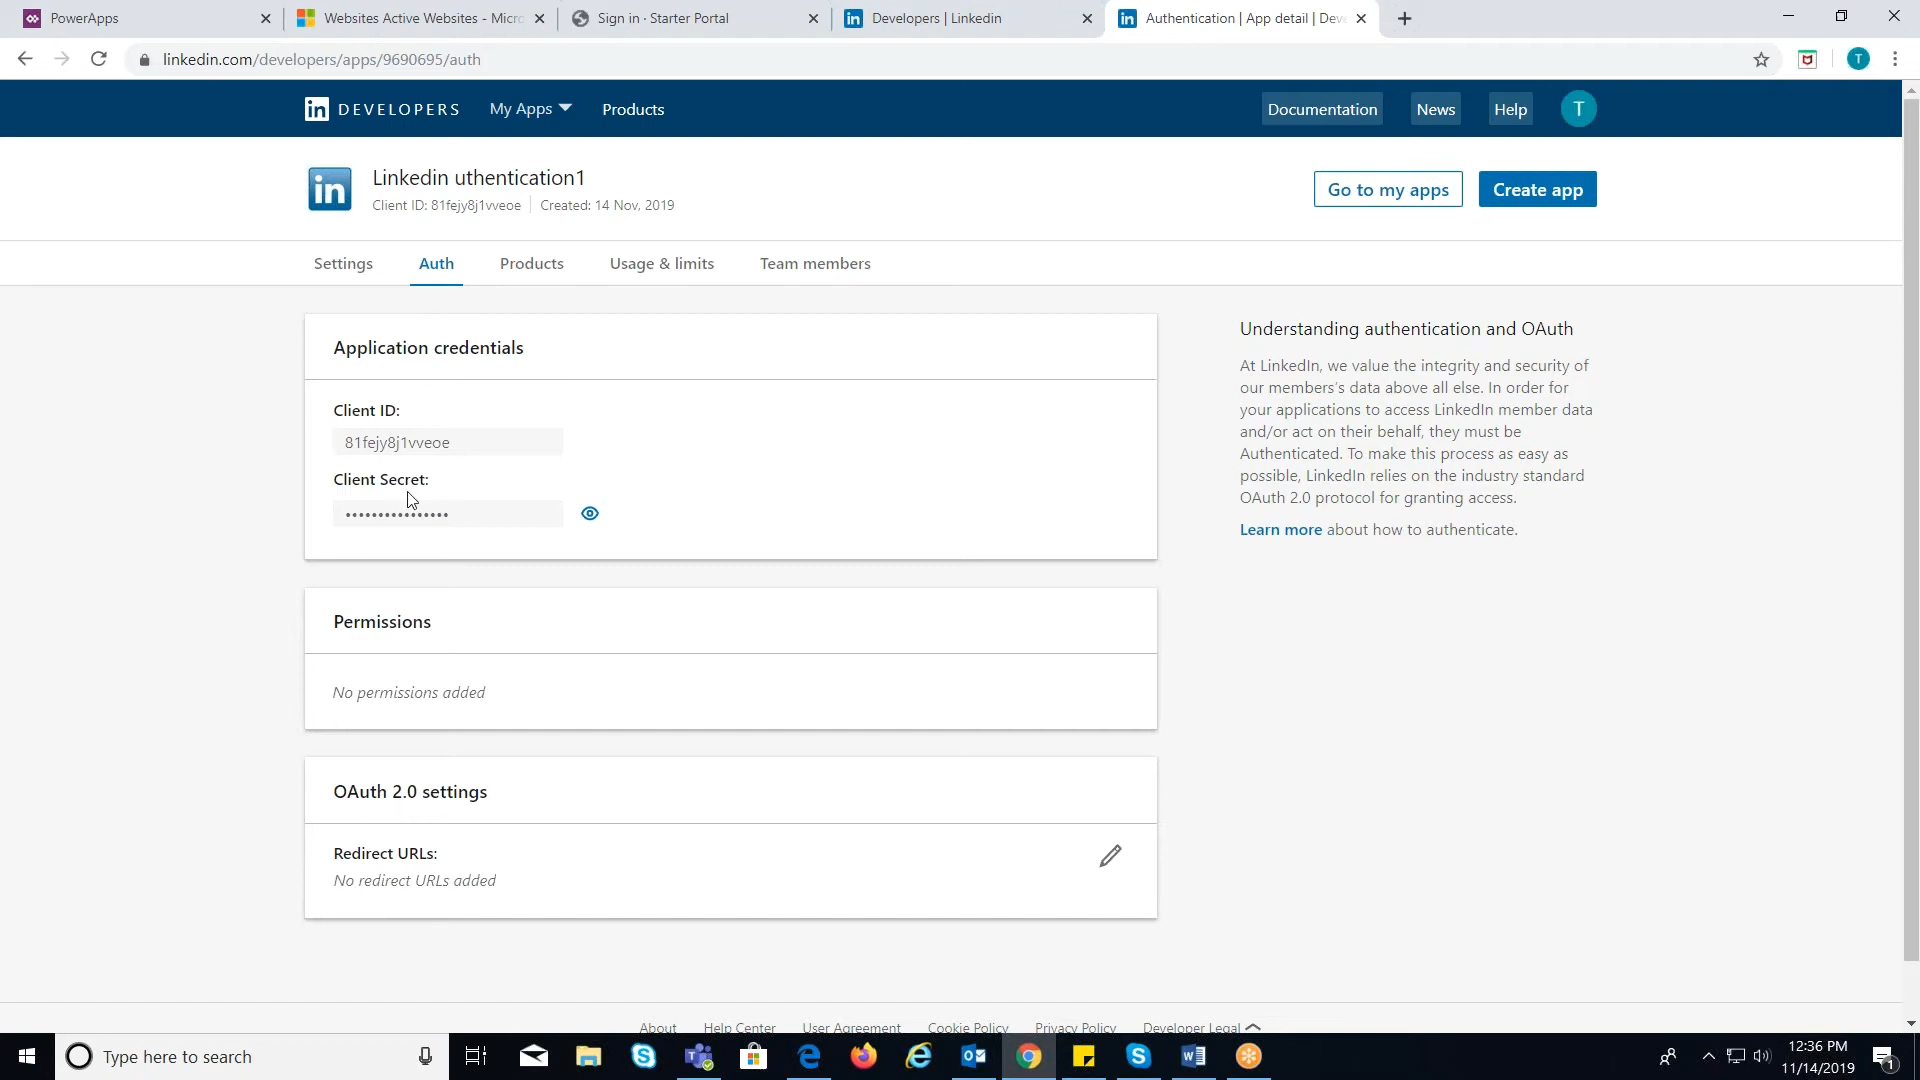 PowerApps
Websites Active Websites - Micro
Sign in · Starter Portal
Developers | Linkedin
Authentication | App detail | Dev
linkedin.com/developers/apps/9690695/auth
in DEVELOPERS
My Apps
Products
Documentation
News
Help
T
in
Linkedin uthentication1
Client ID: 81fejy8j1vveoe
Created: 14 Nov, 2019
Go to my apps
Create app
Settings
Auth
Products
Usage & limits
Team members
Application credentials
Client ID:
81fejy8j1vveoe
Client Secret:
••••••••••••••••
Permissions
No permissions added
OAuth 2.0 settings
Redirect URLs:
No redirect URLs added
Understanding authentication and OAuth
At LinkedIn, we value the integrity and security of
our members's data above all else. In order for
your applications to access LinkedIn member data
and/or act on their behalf, they must be
Authenticated. To make this process as easy as
possible, LinkedIn relies on the industry standard
OAuth 2.0 protocol for granting access.
Learn more about how to authenticate.
About
Help Center
User Agreement
Cookie Policy
Privacy Policy
Developer Legal
Type here to search
12:36 PM
11/14/2019
1